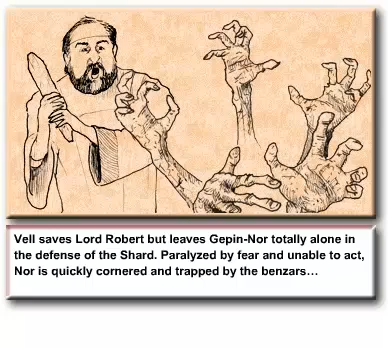 Vell saves Lord Robert but leaves Gepin-Nor totally alone in
the defense of the Shard. Paralyzed by fear and unable to act,
Nor is quickly cornered and trapped by the benzars…